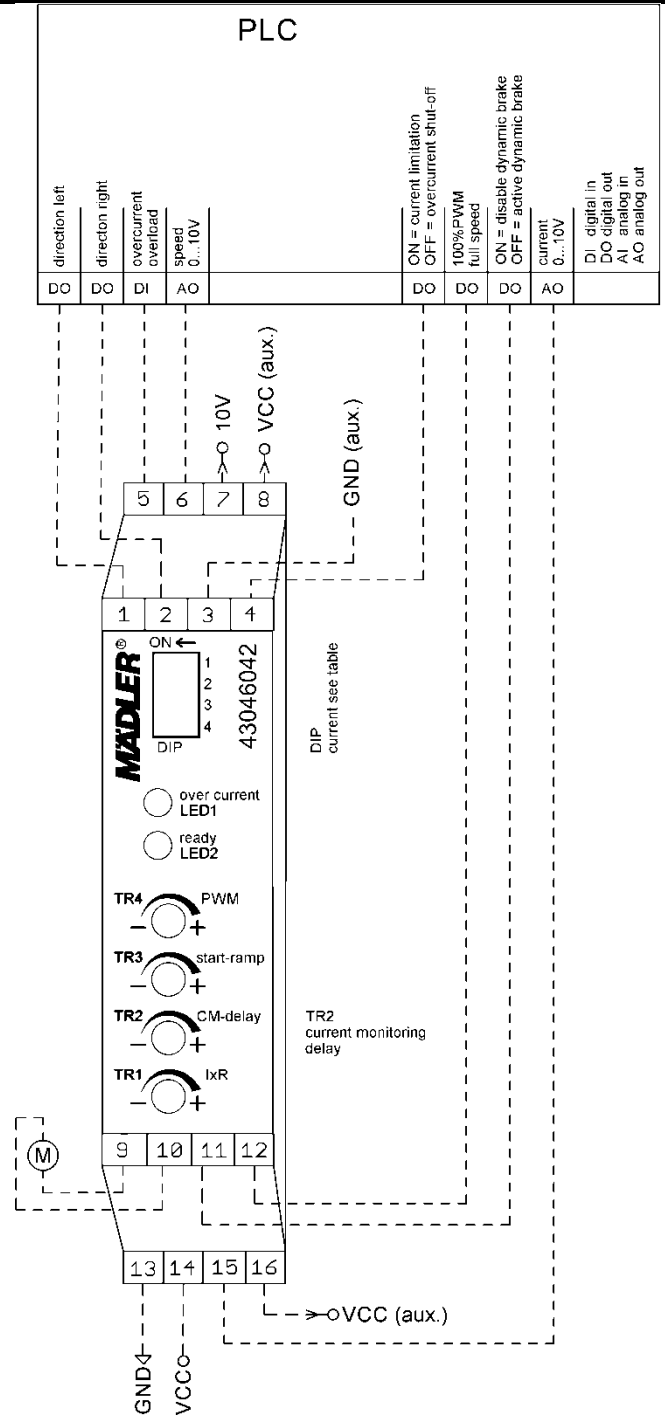 PLC
direction left
directon right
overcurrent
overload
speed
0...10V
ON = current limitation
OFF = overcurrent shut-off
100%PWM
full speed
ON = disable dynamic brake
OFF = active dynamic brake
current
0...10V
DI digital in
DO digital out
AI analog in
AO analog out
DO DO DI AO DO DO DO AO
10V
VCC (aux.)
GND (aux.)
5 6 7 8
1 2 3 4
MÄDLER®
ON
1
2
3
4
DIP
43046042
DIP
current see table
over current
LED1
ready
LED2
TR4 PWM
- +
TR3 start-ramp
- +
TR2 CM-delay
- +
TR1 IxR
- +
TR2
current monitoring
delay
M
9 10 11 12
13 14 15 16
VCC (aux.)
GND
VCC